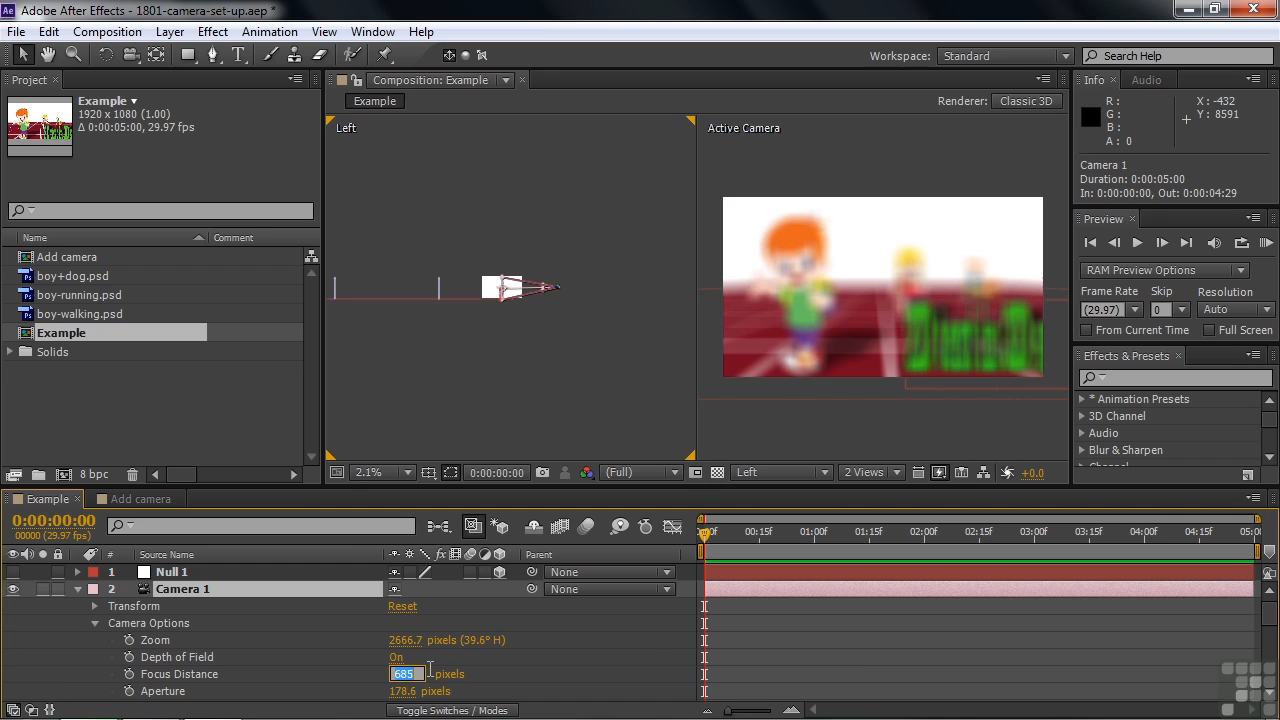 Ae Adobe After Effects - 1801-camera-set-up.aep *
File Edit Composition Layer Effect Animation View Window Help
T Workspace: Standard Search Help
Project
Example
1920 x 1080 (1.00)
Δ 0:00:05:00, 29.97 fps
Name Comment
Add camera
boy+dog.psd
boy-running.psd
boy-walking.psd
Example
Solids
8 bpc
Composition: Example
Example
Renderer: Classic 3D
Left
Active Camera
2.1% 0:00:00:00 (Full) Left 2 Views +0.0
Info Audio
R : X : -432
G : Y : 8591
B :
A : 0
Camera 1
Duration: 0:00:05:00
In: 0:00:00:00, Out: 0:00:04:29
Preview
RAM Preview Options
Frame Rate Skip Resolution
(29.97) 0 Auto
From Current Time Full Screen
Effects & Presets
* Animation Presets
3D Channel
Audio
Blur & Sharpen
Example Add camera
0:00:00:00
00000 (29.97 fps)
00f 00:15f 01:00f 01:15f 02:00f 02:15f 03:00f 03:15f 04:00f 04:15f 05:00
# Source Name fx Parent
1 Null 1 None
2 Camera 1 None
Transform Reset
Camera Options
Zoom 2666.7 pixels (39.6° H)
Depth of Field On
Focus Distance 685 pixels
Aperture 178.6 pixels
Toggle Switches / Modes